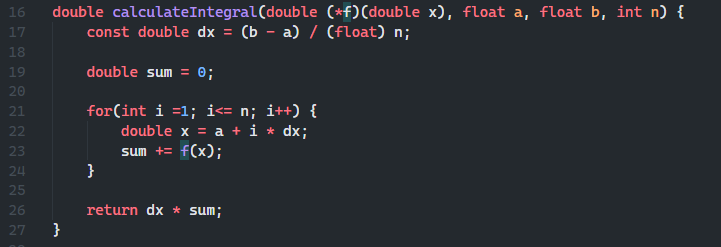 16 double calculateIntegral(double (*f)(double x), float a, float b, int n) {
17     const double dx = (b - a) / (float) n;
18
19     double sum = 0;
20
21     for(int i =1; i<= n; i++) {
22         double x = a + i * dx;
23         sum += f(x);
24     }
25
26     return dx * sum;
27 }